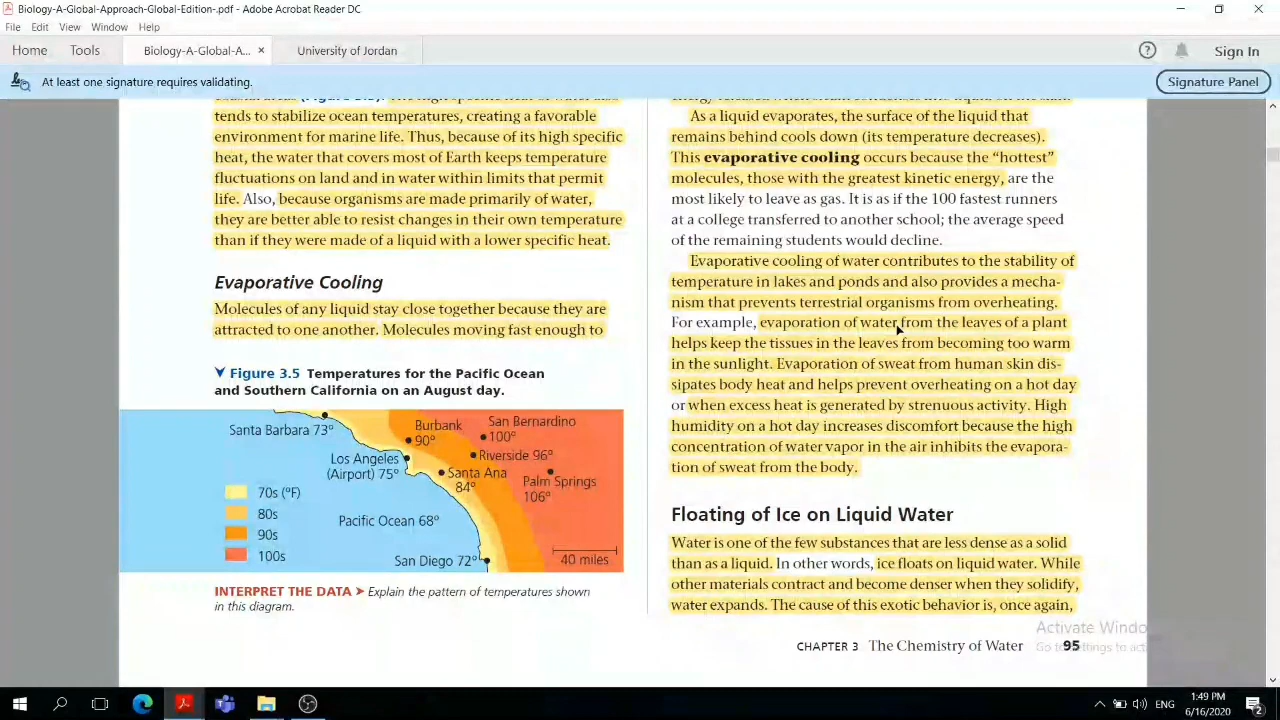 Biology-A-Global-Approach-Global-Edition-.pdf - Adobe Acrobat Reader DC
File Edit View Window Help
Home Tools Biology-A-Global-A... × University of Jordan Sign In
At least one signature requires validating. Signature Panel
tends to stabilize ocean temperatures, creating a favorable
environment for marine life. Thus, because of its high specific
heat, the water that covers most of Earth keeps temperature
fluctuations on land and in water within limits that permit
life. Also, because organisms are made primarily of water,
they are better able to resist changes in their own temperature
than if they were made of a liquid with a lower specific heat.
Evaporative Cooling
Molecules of any liquid stay close together because they are
attracted to one another. Molecules moving fast enough to
Figure 3.5 Temperatures for the Pacific Ocean
and Southern California on an August day.
Santa Barbara 73°
Burbank
90°
San Bernardino
100°
Los Angeles
(Airport) 75°
Riverside 96°
Santa Ana
84°
Palm Springs
106°
70s (°F)
80s
90s
100s
Pacific Ocean 68°
San Diego 72°
40 miles
INTERPRET THE DATA ➤ Explain the pattern of temperatures shown
in this diagram.
As a liquid evaporates, the surface of the liquid that
remains behind cools down (its temperature decreases).
This evaporative cooling occurs because the “hottest”
molecules, those with the greatest kinetic energy, are the
most likely to leave as gas. It is as if the 100 fastest runners
at a college transferred to another school; the average speed
of the remaining students would decline.
Evaporative cooling of water contributes to the stability of
temperature in lakes and ponds and also provides a mecha-
nism that prevents terrestrial organisms from overheating.
For example, evaporation of water from the leaves of a plant
helps keep the tissues in the leaves from becoming too warm
in the sunlight. Evaporation of sweat from human skin dis-
sipates body heat and helps prevent overheating on a hot day
or when excess heat is generated by strenuous activity. High
humidity on a hot day increases discomfort because the high
concentration of water vapor in the air inhibits the evapora-
tion of sweat from the body.
Floating of Ice on Liquid Water
Water is one of the few substances that are less dense as a solid
than as a liquid. In other words, ice floats on liquid water. While
other materials contract and become denser when they solidify,
water expands. The cause of this exotic behavior is, once again,
CHAPTER 3 The Chemistry of Water 95
Activate Windo
Go to Settings to act
ENG
1:49 PM
6/16/2020
2